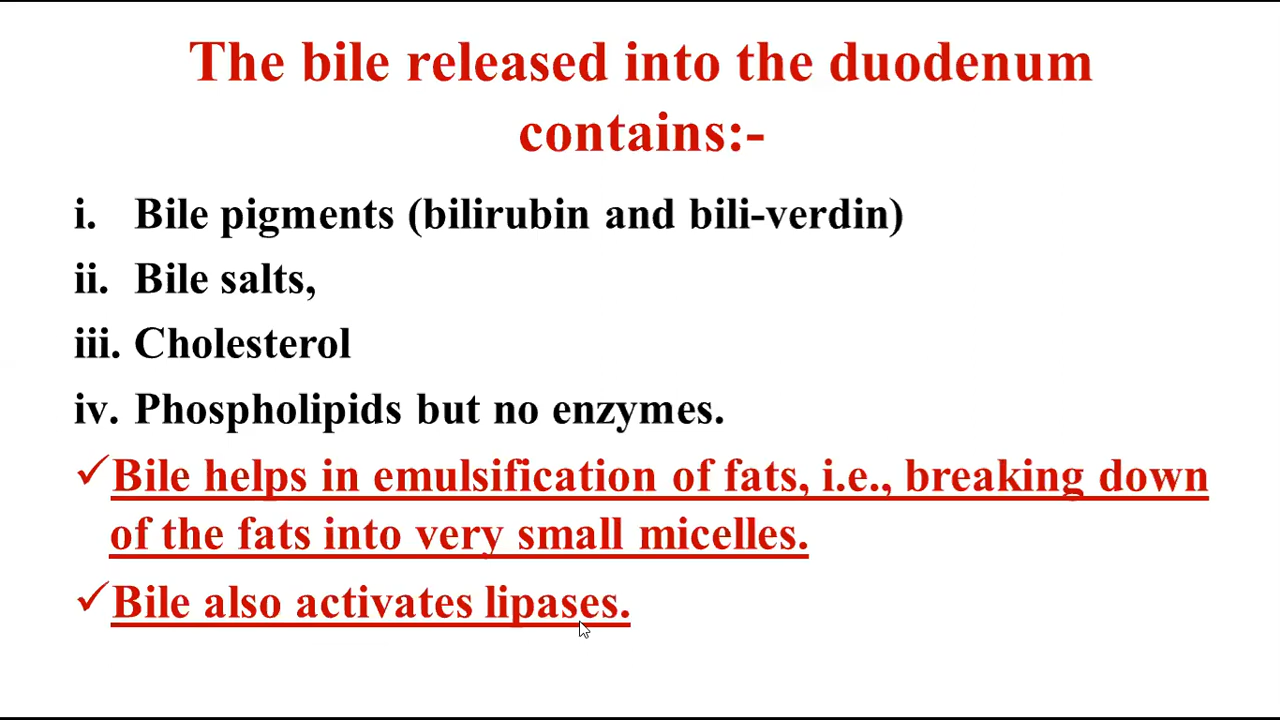 The bile released into the duodenum
contains:-
i. Bile pigments (bilirubin and bili-verdin)
ii. Bile salts,
iii. Cholesterol
iv. Phospholipids but no enzymes.
✓Bile helps in emulsification of fats, i.e., breaking down
of the fats into very small micelles.
✓Bile also activates lipases.